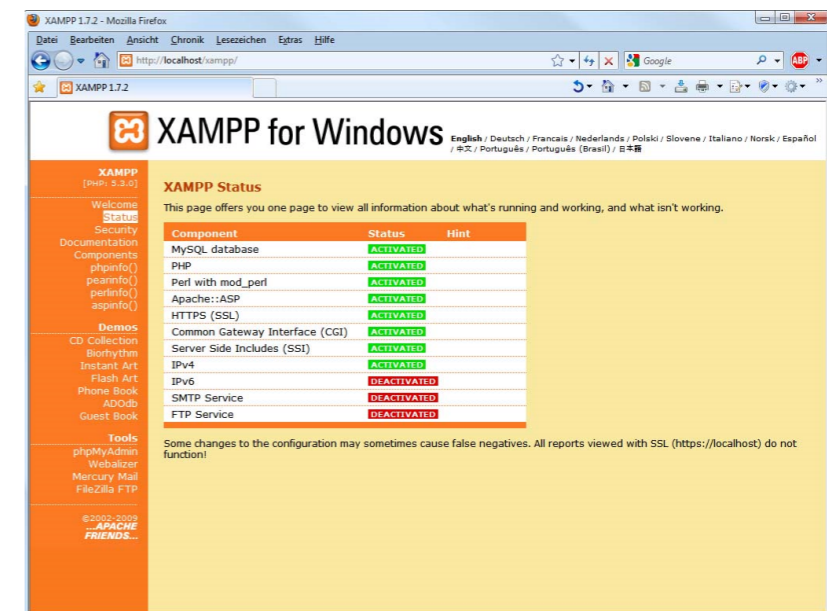 XAMPP 1.7.2 - Mozilla Firefox
Datei Bearbeiten Ansicht Chronik Lesezeichen Extras Hilfe
http://localhost/xampp/
Google
ABP
XAMPP 1.7.2
XAMPP for Windows
English / Deutsch / Francais / Nederlands / Polski / Slovene / Italiano / Norsk / Español
/ 中文 / Português / Português (Brasil) / 日本語
XAMPP
[PHP: 5.3.0]
Welcome
Status
Security
Documentation
Components
phpinfo()
pearinfo()
perlinfo()
aspinfo()
Demos
CD Collection
Biorhythm
Instant Art
Flash Art
Phone Book
ADOdb
Guest Book
Tools
phpMyAdmin
Webalizer
Mercury Mail
FileZilla FTP
©2002-2009
...APACHE
FRIENDS...
XAMPP Status
This page offers you one page to view all information about what's running and working, and what isn't working.
Component Status Hint
MySQL database ACTIVATED
PHP ACTIVATED
Perl with mod_perl ACTIVATED
Apache::ASP ACTIVATED
HTTPS (SSL) ACTIVATED
Common Gateway Interface (CGI) ACTIVATED
Server Side Includes (SSI) ACTIVATED
IPv4 ACTIVATED
IPv6 DEACTIVATED
SMTP Service DEACTIVATED
FTP Service DEACTIVATED
Some changes to the configuration may sometimes cause false negatives. All reports viewed with SSL (https://localhost) do not
function!